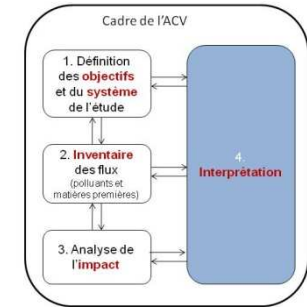 Cadre de l'ACV
1. Définition
des objectifs
et du système
de l'étude
2. Inventaire
des flux
(polluants et
matières premières)
3. Analyse de
l'impact
4.
Interprétation